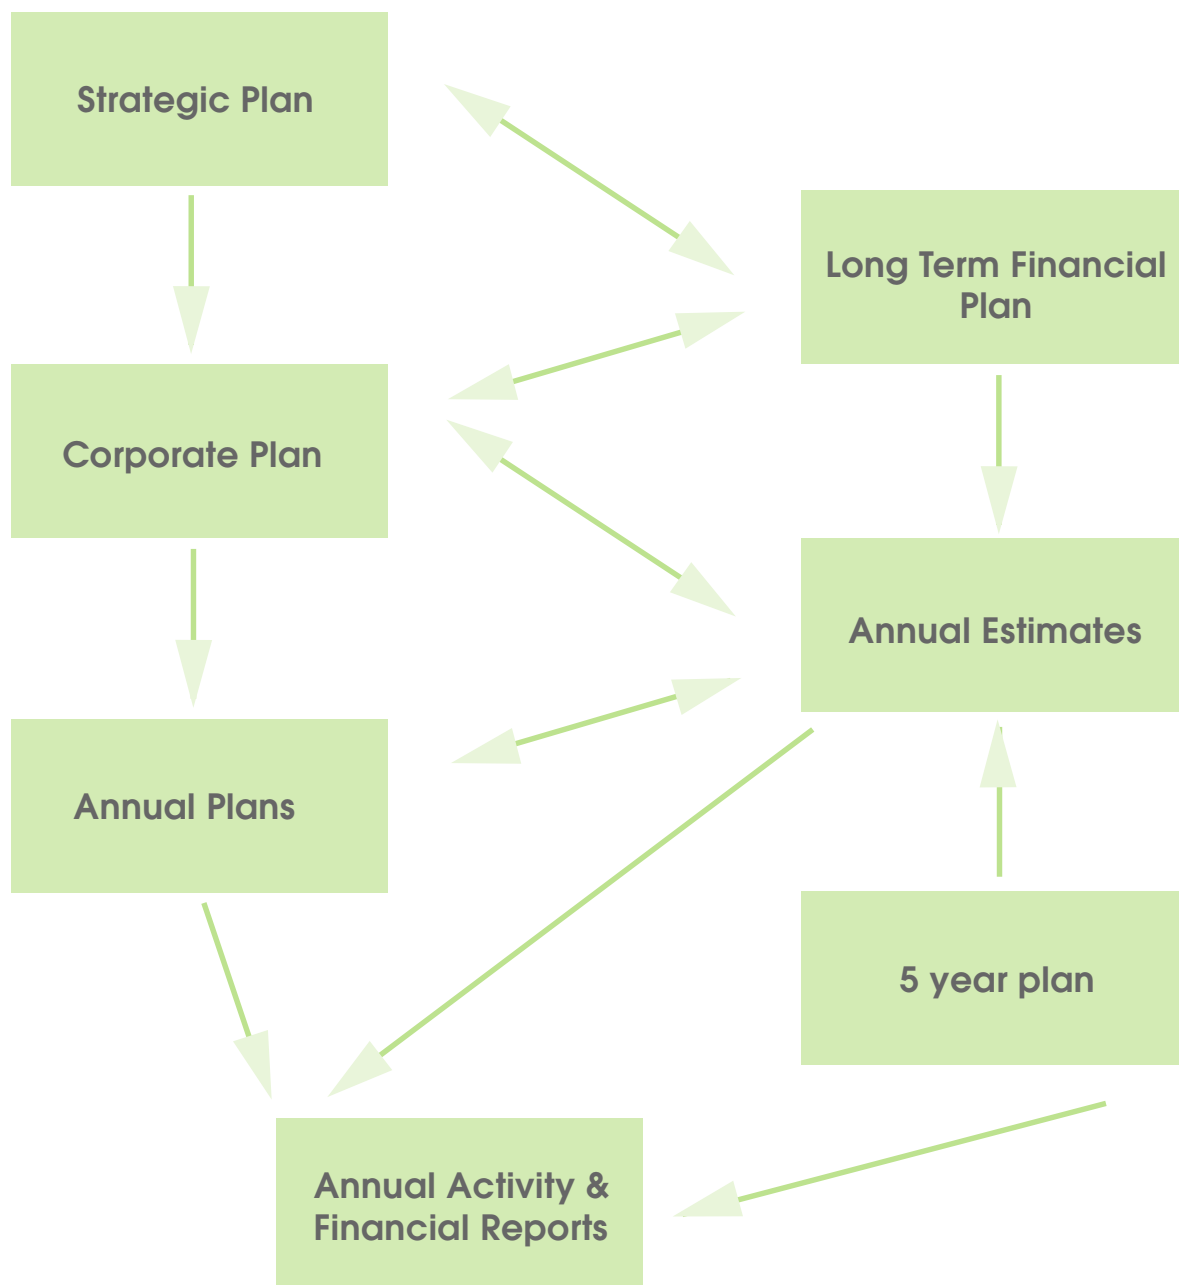 Strategic Plan
Long Term Financial
Plan
Corporate Plan
Annual Estimates
Annual Plans
5 year plan
Annual Activity &
Financial Reports